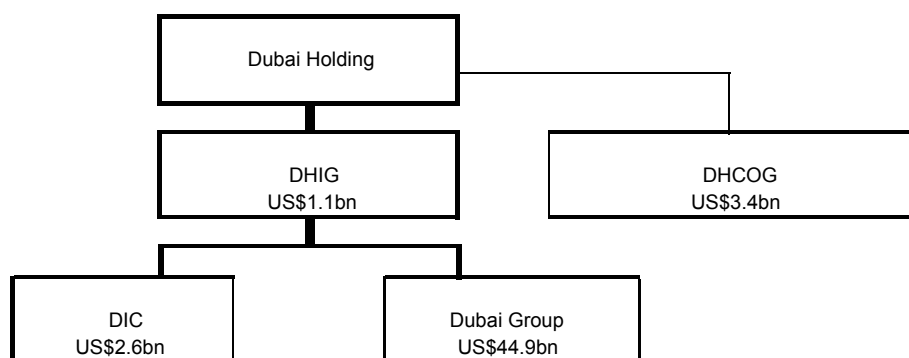 Dubai Holding
DHIG
US$1.1bn
DHCOG
US$3.4bn
DIC
US$2.6bn
Dubai Group
US$44.9bn